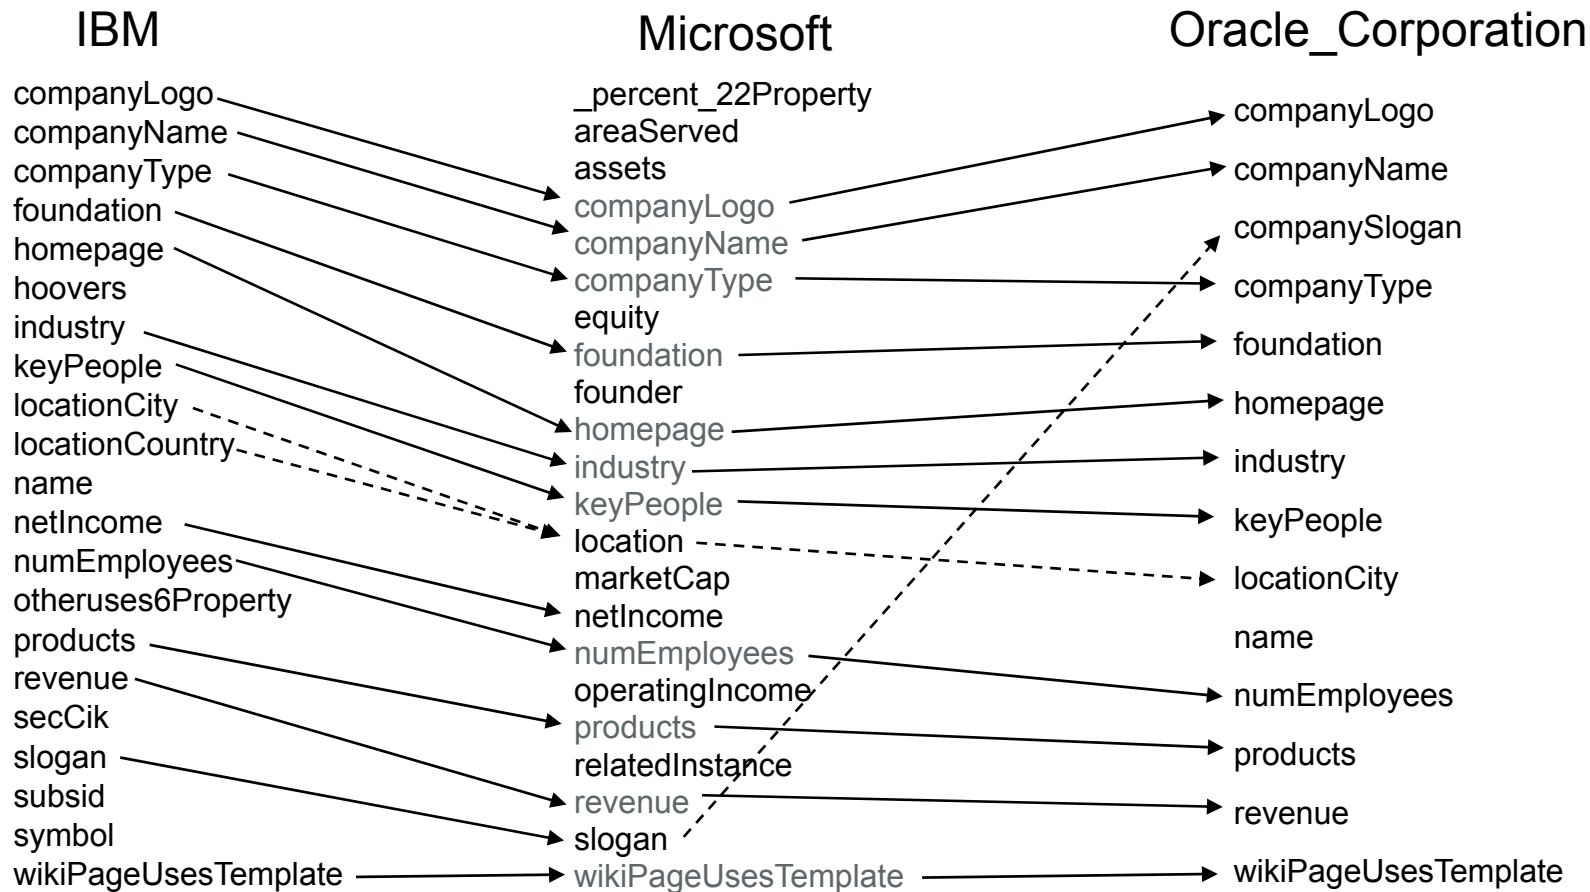 IBM
companyLogo
companyName
companyType
foundation
homepage
hoovers
industry
keyPeople
locationCity
locationCountry
name
netIncome
numEmployees
otheruses6Property
products
revenue
secCik
slogan
subsid
symbol
wikiPageUsesTemplate
Microsoft
_percent_22Property
areaServed
assets
companyLogo
companyName
companyType
equity
foundation
founder
homepage
industry
keyPeople
location
marketCap
netIncome
numEmployees
operatingIncome
products
relatedInstance
revenue
slogan
wikiPageUsesTemplate
Oracle_Corporation
companyLogo
companyName
companySlogan
companyType
foundation
homepage
industry
keyPeople
locationCity
name
numEmployees
products
revenue
wikiPageUsesTemplate